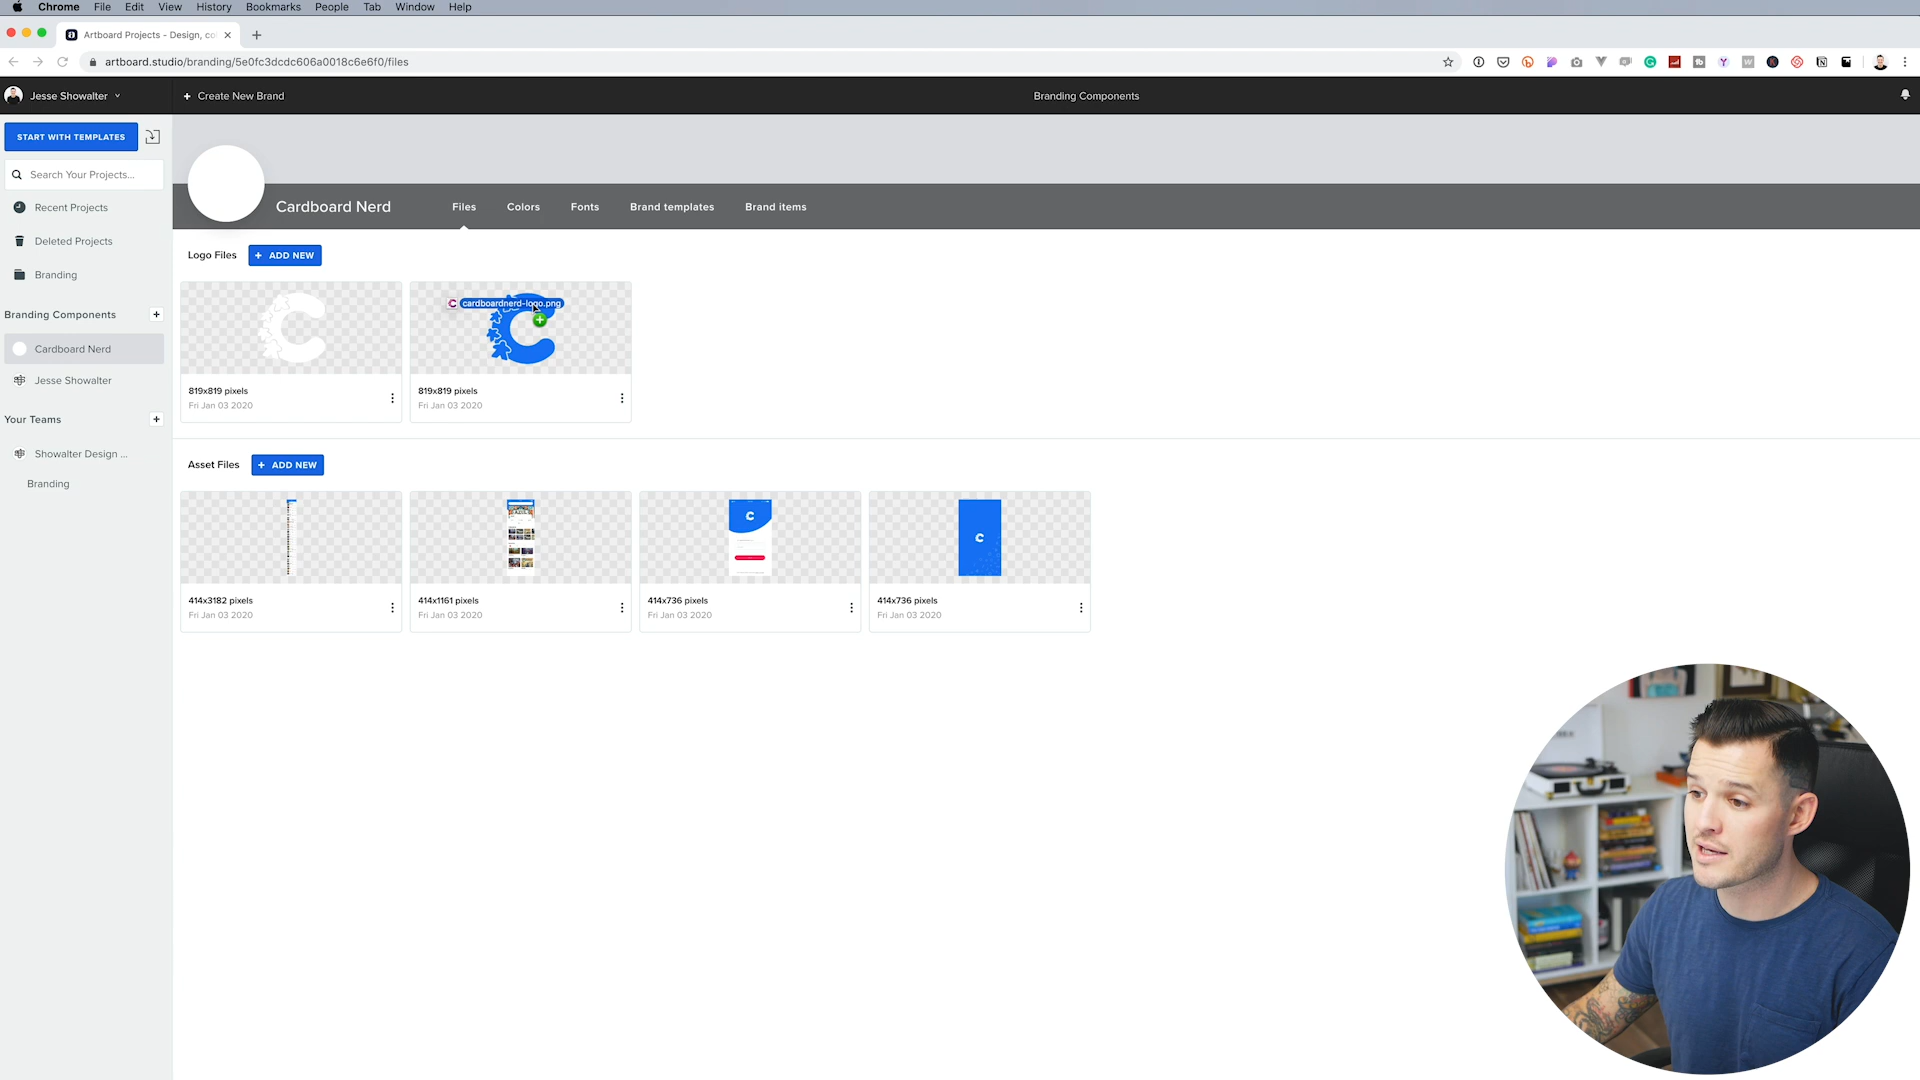 Chrome File Edit View History Bookmarks People Tab Window Help
Artboard Projects - Design, co
artboard.studio/branding/5e0fc3dcdc606a0018c6e6f0/files
Jesse Showalter
+ Create New Brand
Branding Components
START WITH TEMPLATES
Search Your Projects...
Recent Projects
Deleted Projects
Branding
Branding Components +
Cardboard Nerd
Jesse Showalter
Your Teams +
Showalter Design ...
Branding
Cardboard Nerd
Files Colors Fonts Brand templates Brand items
Logo Files + ADD NEW
cardboardnerd-logo.png
819x819 pixels
Fri Jan 03 2020
819x819 pixels
Fri Jan 03 2020
Asset Files + ADD NEW
C
C
414x3182 pixels
Fri Jan 03 2020
414x1161 pixels
Fri Jan 03 2020
414x736 pixels
Fri Jan 03 2020
414x736 pixels
Fri Jan 03 2020